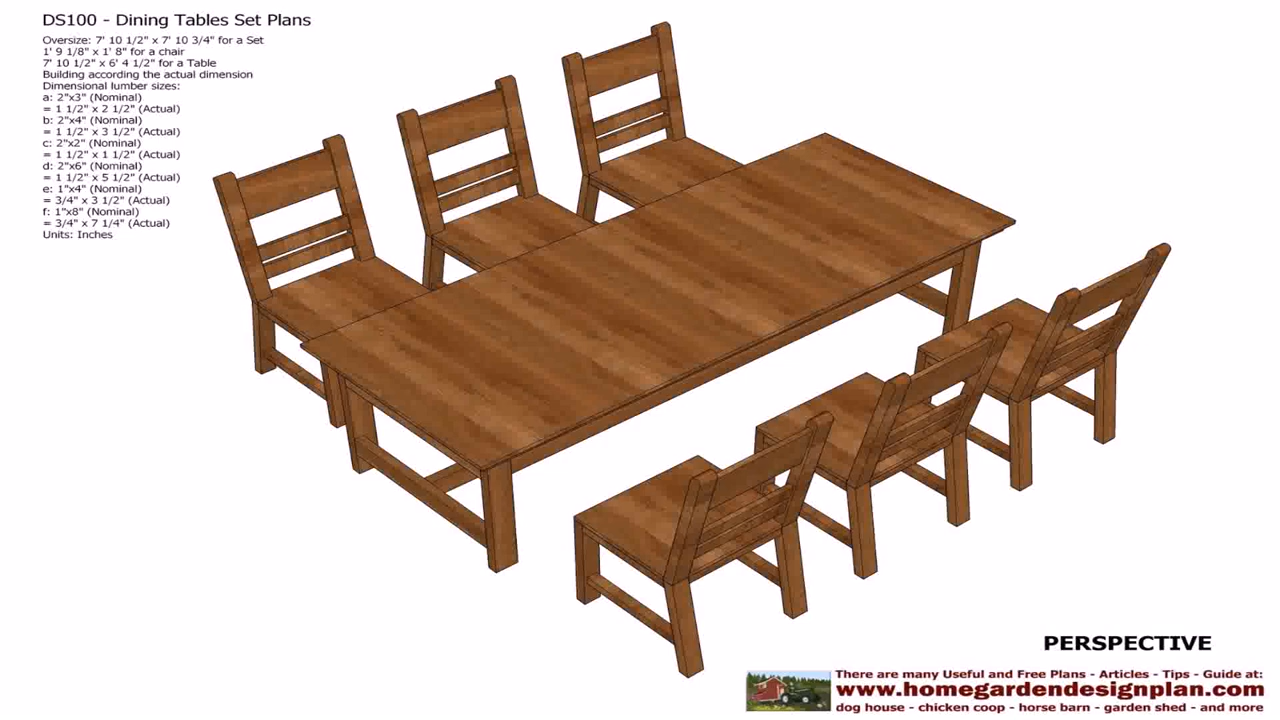 DS100 - Dining Tables Set Plans
Oversize: 7' 10 1/2" x 7' 10 3/4" for a Set
1' 9 1/8" x 1' 8" for a chair
7' 10 1/2" x 6' 4 1/2" for a Table
Building according the actual dimension
Dimensional lumber sizes:
a: 2"x3" (Nominal)
= 1 1/2" x 2 1/2" (Actual)
b: 2"x4" (Nominal)
= 1 1/2" x 3 1/2" (Actual)
c: 2"x2" (Nominal)
= 1 1/2" x 1 1/2" (Actual)
d: 2"x6" (Nominal)
= 1 1/2" x 5 1/2" (Actual)
e: 1"x4" (Nominal)
= 3/4" x 3 1/2" (Actual)
f: 1"x8" (Nominal)
= 3/4" x 7 1/4" (Actual)
Units: Inches
PERSPECTIVE
There are many Useful and Free Plans - Articles - Tips - Guide at:
www.homegardendesignplan.com
dog house - chicken coop - horse barn - garden shed - and more